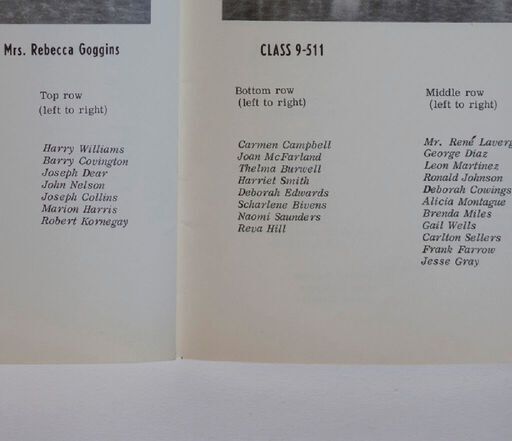 Mrs. Rebecca Goggins
Top row
(left to right)
Harry Williams
Barry Covington
Joseph Dear
John Nelson
Joseph Collins
Marion Harris
Robert Kornegay
CLASS 9-511
Bottom row
(left to right)
Carmen Campbell
Joan McFarland
Thelma Burwell
Harriet Smith
Deborah Edwards
Scharlene Bivens
Naomi Saunders
Reva Hill
Middle row
(left to right)
Mr. René Laverg
George Diaz
Leon Martinez
Ronald Johnson
Deborah Cowings
Alicia Montague
Brenda Miles
Gail Wells
Carlton Sellers
Frank Farrow
Jesse Gray